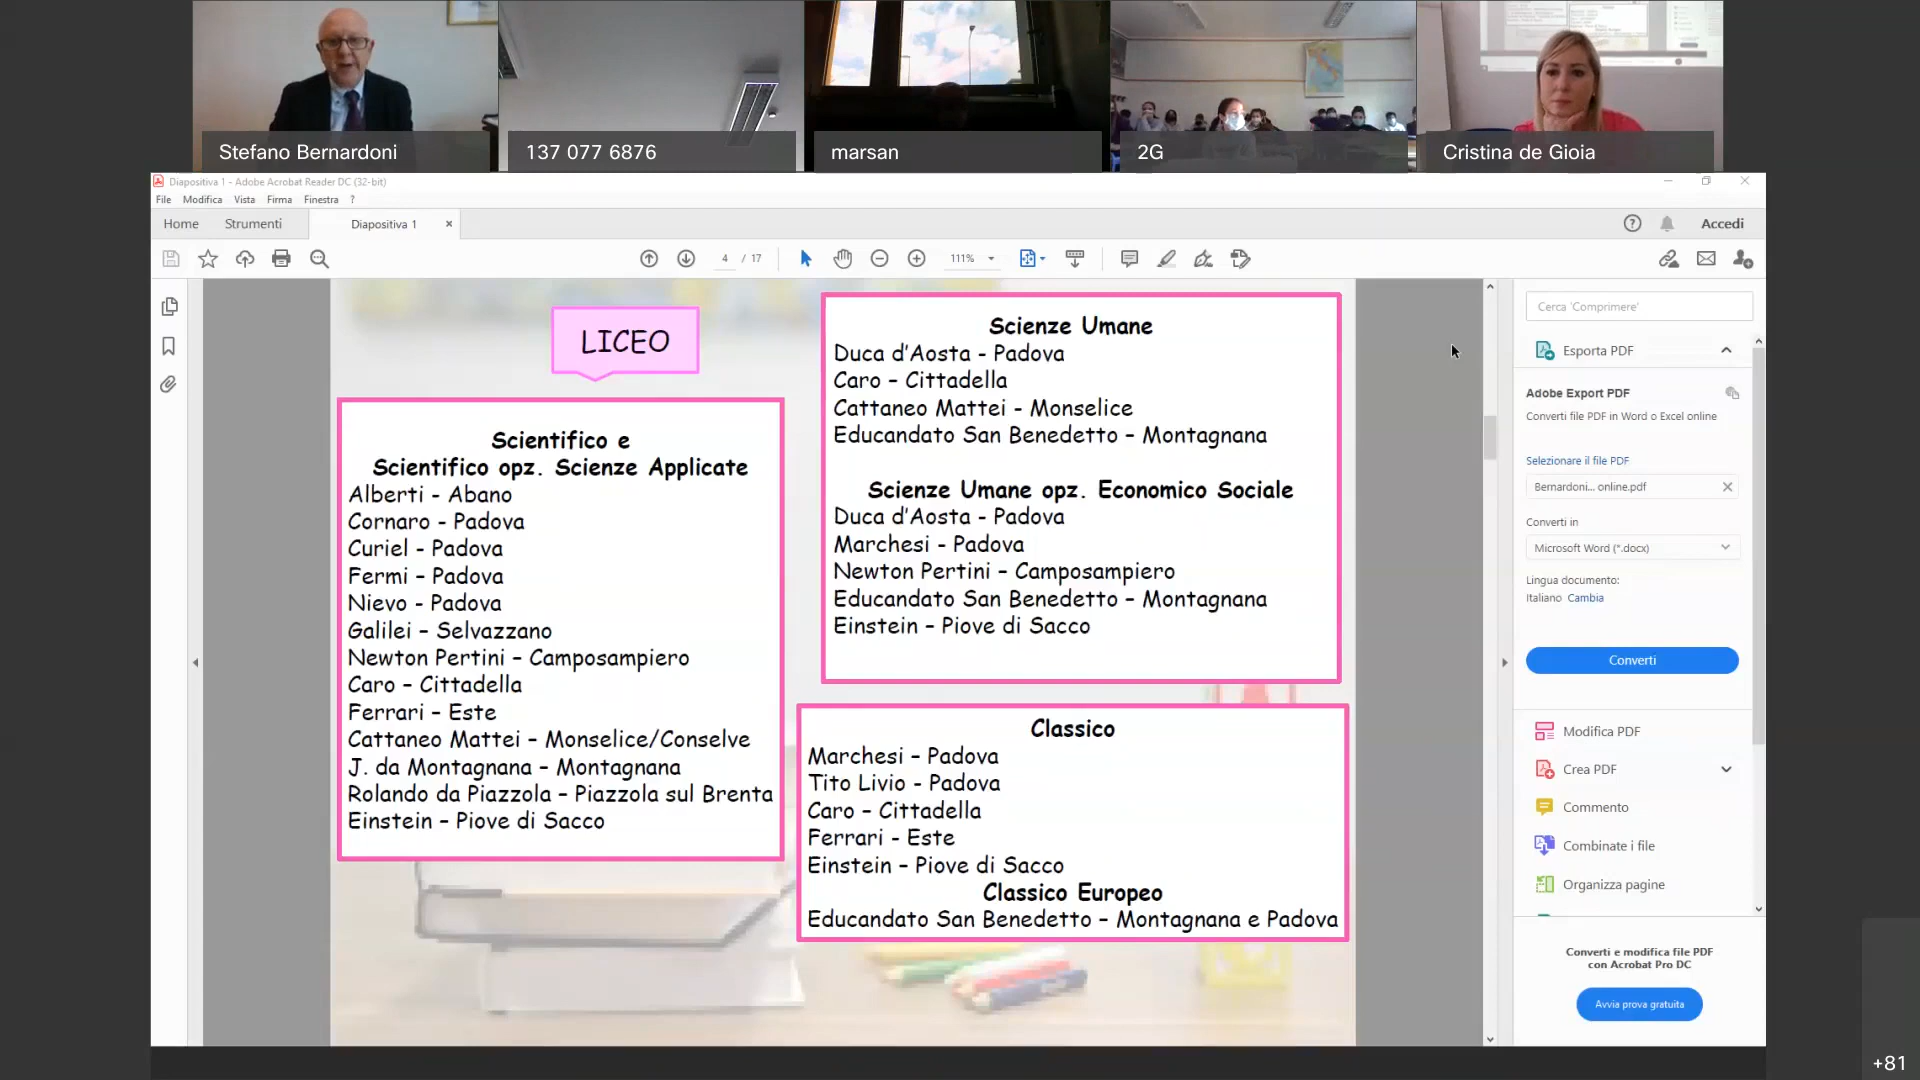 Stefano Bernardoni
137 077 6876
marsan
2G
Cristina de Gioia
Diapositiva 1 - Adobe Acrobat Reader DC (32-bit)
File Modifica Vista Firma Finestra ?
Home Strumenti Diapositiva 1 ×
Accedi
4 / 17
111%
LICEO
Scientifico e
Scientifico opz. Scienze Applicate
Alberti - Abano
Cornaro - Padova
Curiel - Padova
Fermi - Padova
Nievo - Padova
Galilei – Selvazzano
Newton Pertini – Camposampiero
Caro – Cittadella
Ferrari – Este
Cattaneo Mattei – Monselice/Conselve
J. da Montagnana – Montagnana
Rolando da Piazzola – Piazzola sul Brenta
Einstein – Piove di Sacco
Scienze Umane
Duca d’Aosta - Padova
Caro – Cittadella
Cattaneo Mattei - Monselice
Educandato San Benedetto – Montagnana
Scienze Umane opz. Economico Sociale
Duca d’Aosta - Padova
Marchesi - Padova
Newton Pertini – Camposampiero
Educandato San Benedetto – Montagnana
Einstein – Piove di Sacco
Classico
Marchesi – Padova
Tito Livio - Padova
Caro – Cittadella
Ferrari - Este
Einstein – Piove di Sacco
Classico Europeo
Educandato San Benedetto – Montagnana e Padova
Cerca 'Comprimere'
Esporta PDF
Adobe Export PDF
Converti file PDF in Word o Excel online
Selezionare il file PDF
Bernardoni... online.pdf
Converti in
Microsoft Word (*.docx)
Lingua documento:
Italiano Cambia
Converti
Modifica PDF
Crea PDF
Commento
Combinate i file
Organizza pagine
Converti e modifica file PDF
con Acrobat Pro DC
Avvia prova gratuita
+81